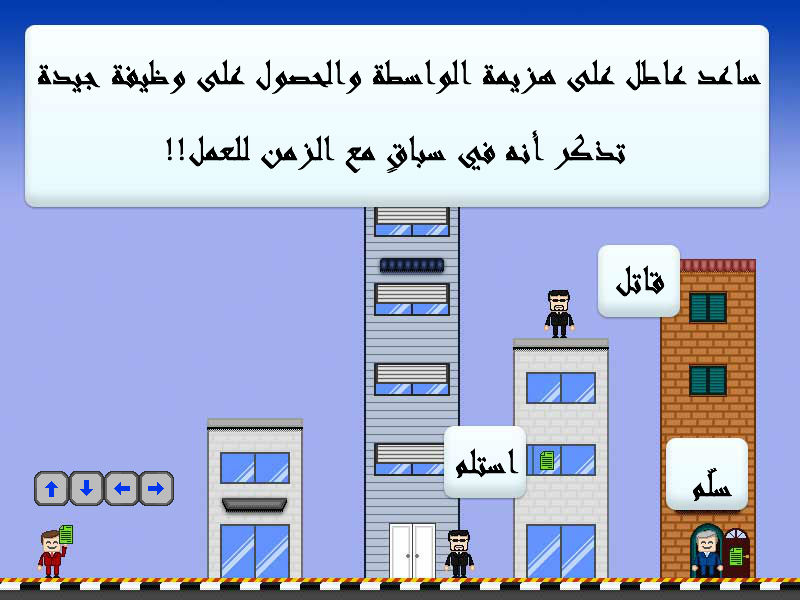 ساعد عاطل على هزيمة الواسطة والحصول على وظيفة جيدة
تذكر أنه في سباقٍ مع الزمن للعمل!!
قاتل
استلم
سلّم